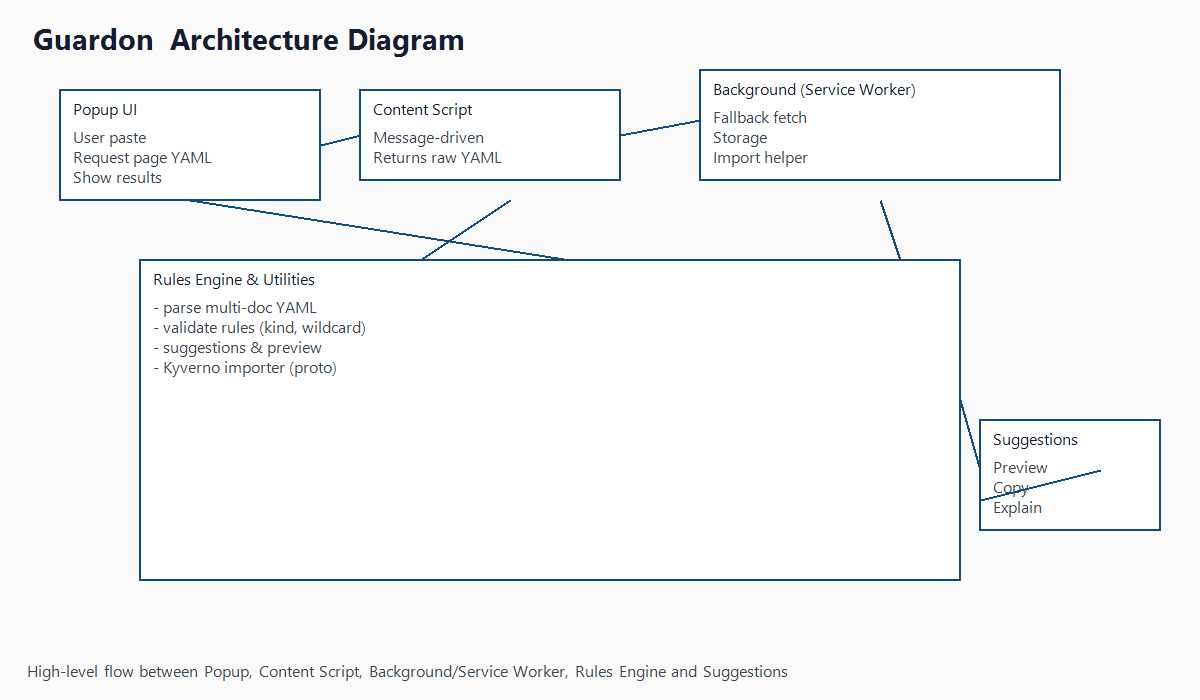 Guardon Architecture Diagram
Popup UI
User paste
Request page YAML
Show results
Content Script
Message-driven
Returns raw YAML
Background (Service Worker)
Fallback fetch
Storage
Import helper
Rules Engine & Utilities
- parse multi-doc YAML
- validate rules (kind, wildcard)
- suggestions & preview
- Kyverno importer (proto)
Suggestions
Preview
Copy
Explain
High-level flow between Popup, Content Script, Background/Service Worker, Rules Engine and Suggestions